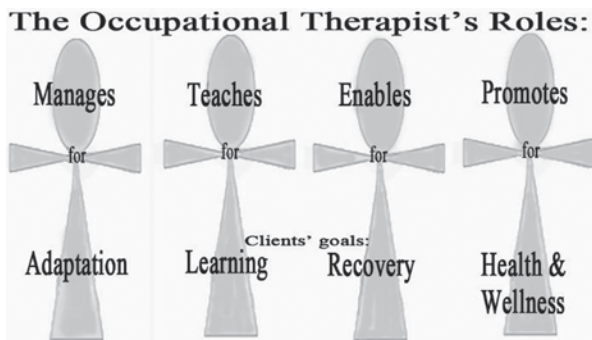 The Occupational Therapist's Roles:
Manages Teaches Enables Promotes
for for for for
Clients' goals:
Adaptation Learning Recovery Health &
Wellness